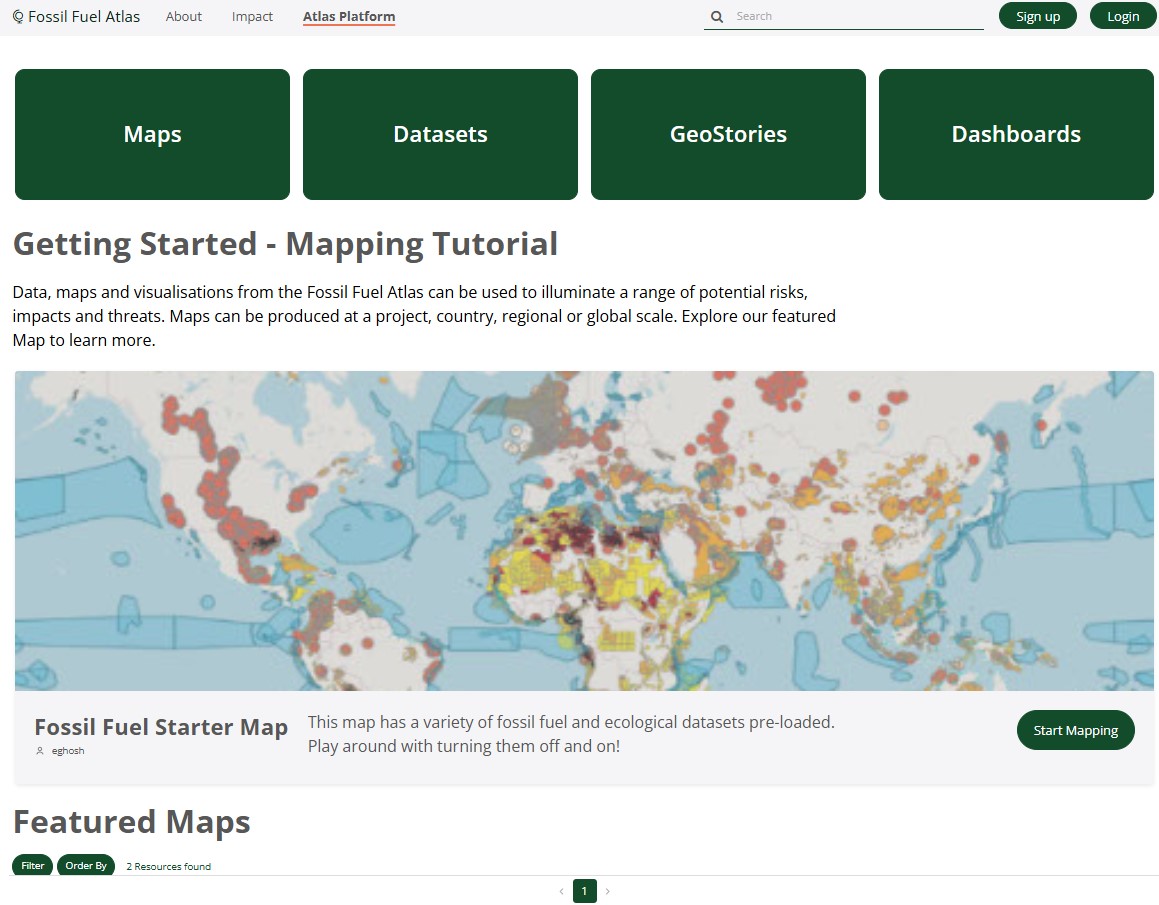 Fossil Fuel Atlas About Impact Atlas Platform Search Sign up Login
Maps Datasets GeoStories Dashboards
Getting Started - Mapping Tutorial
Data, maps and visualisations from the Fossil Fuel Atlas can be used to illuminate a range of potential risks,
impacts and threats. Maps can be produced at a project, country, regional or global scale. Explore our featured
Map to learn more.
Fossil Fuel Starter Map
eghosh
This map has a variety of fossil fuel and ecological datasets pre-loaded.
Play around with turning them off and on!
Start Mapping
Featured Maps
Filter Order By 2 Resources found
‹ 1 ›